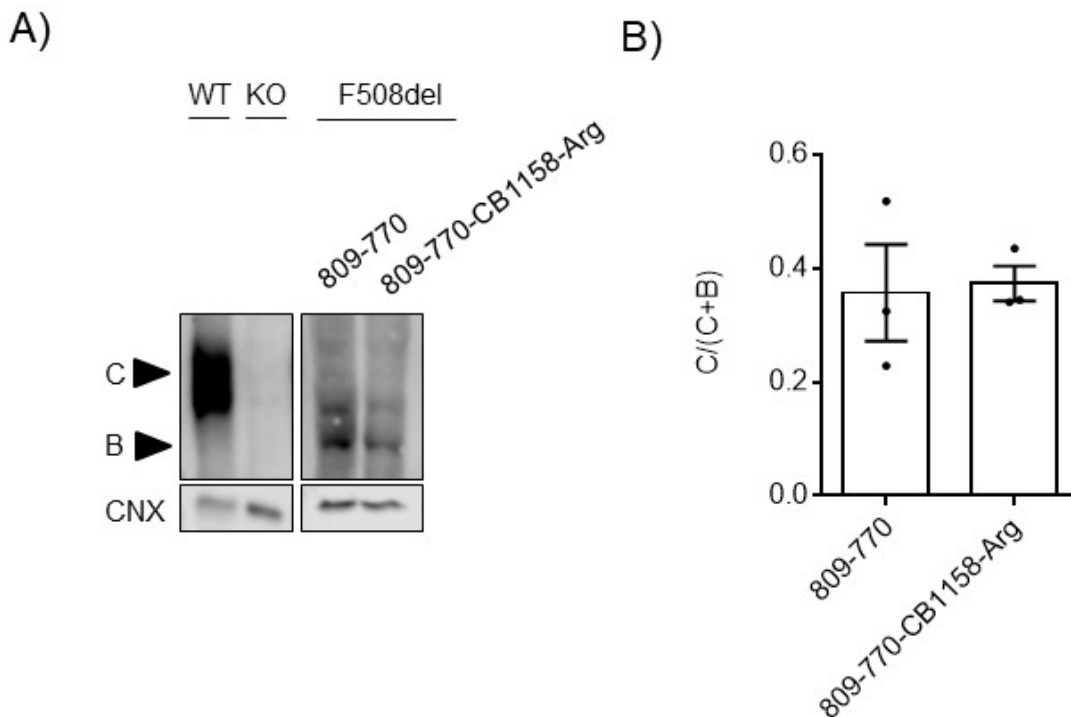 A)
WT KO F508del
809-770
809-770-CB1158-Arg
C
B
CNX
B)
C/(C+B)
0.6
0.4
0.2
0.0
809-770
809-770-CB1158-Arg